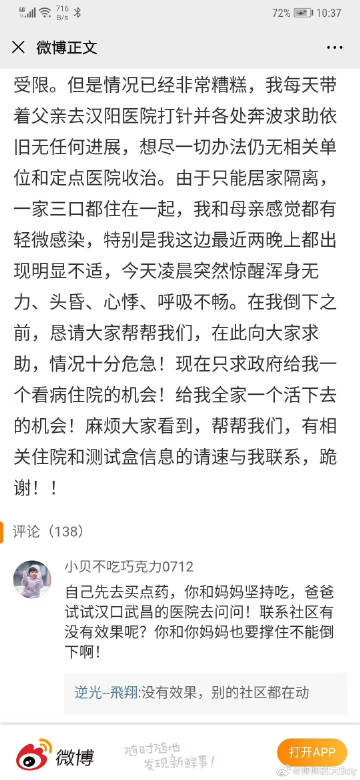 716
B/s
72%
10:37
微博正文
受限。但是情况已经非常糟糕，我每天带
着父亲去汉阳医院打针并各处奔波求助依
旧无任何进展，想尽一切办法仍无相关单
位和定点医院收治。由于只能居家隔离，
一家三口都住在一起，我和母亲感觉都有
轻微感染，特别是我这边最近两晚上都出
现明显不适，今天凌晨突然惊醒浑身无
力、头昏、心悸、呼吸不畅。在我倒下之
前，恳请大家帮帮我们，在此向大家求
助，情况十分危急！现在只求政府给我一
个看病住院的机会！给我全家一个活下去
的机会！麻烦大家看到，帮帮我们，有相
关住院和测试盒信息的请速与我联系，跪
谢！！
评论（138）
小贝不吃巧克力0712
自己先去买点药，你和妈妈坚持吃，爸爸
试试汉口武昌的医院去问问！联系社区有
没有效果呢？你和你妈妈也要撑住不能倒
下啊！
逆光--飛翔:没有效果，别的社区都在动
微博
随时随地
发现新鲜事！
打开APP